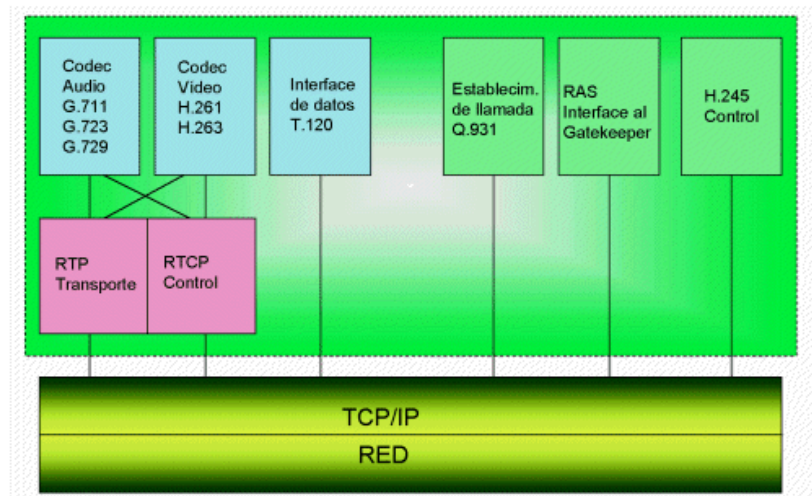 Codec
Audio
G.711
G.723
G.729
Codec
Video
H.261
H.263
Interface
de datos
T.120
Establecim.
de llamada
Q.931
RAS
Interface al
Gatekeeper
H.245
Control
RTP
Transporte
RTCP
Control
TCP/IP
RED